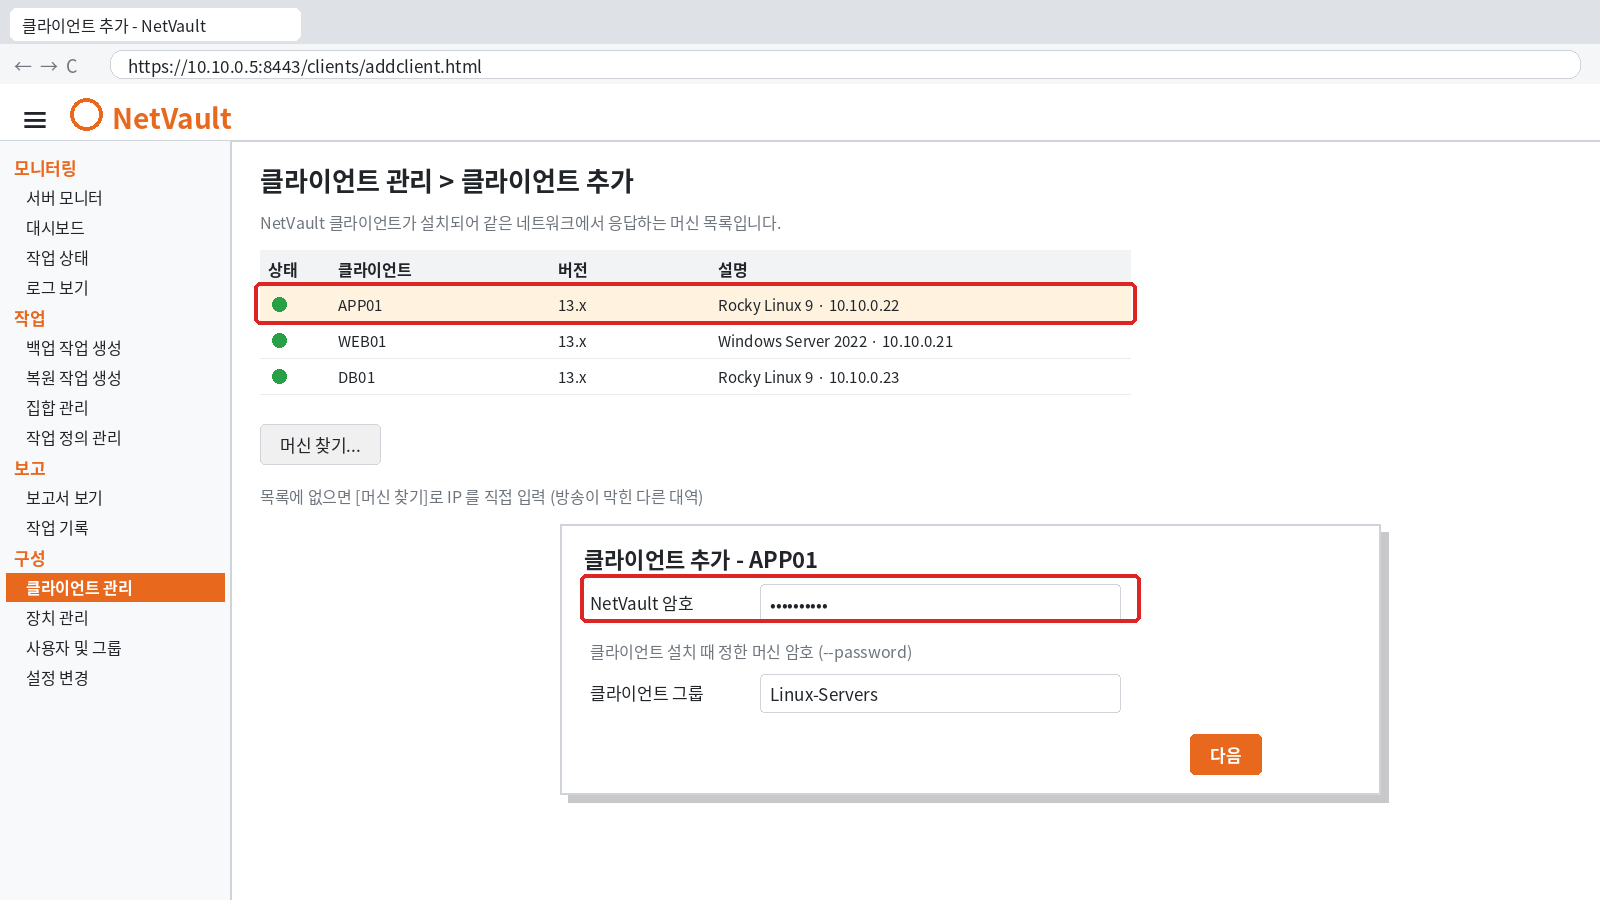 클라이언트 추가 - NetVault
← → C https://10.10.0.5:8443/clients/addclient.html
NetVault
모니터링
서버 모니터
대시보드
작업 상태
로그 보기
작업
백업 작업 생성
복원 작업 생성
집합 관리
작업 정의 관리
보고
보고서 보기
작업 기록
구성
클라이언트 관리
장치 관리
사용자 및 그룹
설정 변경
클라이언트 관리 > 클라이언트 추가
NetVault 클라이언트가 설치되어 같은 네트워크에서 응답하는 머신 목록입니다.
상태 클라이언트 버전 설명
APP01 13.x Rocky Linux 9 · 10.10.0.22
WEB01 13.x Windows Server 2022 · 10.10.0.21
DB01 13.x Rocky Linux 9 · 10.10.0.23
머신 찾기...
목록에 없으면 [머신 찾기]로 IP 를 직접 입력 (방송이 막힌 다른 대역)
클라이언트 추가 - APP01
NetVault 암호 ••••••••••
클라이언트 설치 때 정한 머신 암호 (--password)
클라이언트 그룹 Linux-Servers
다음